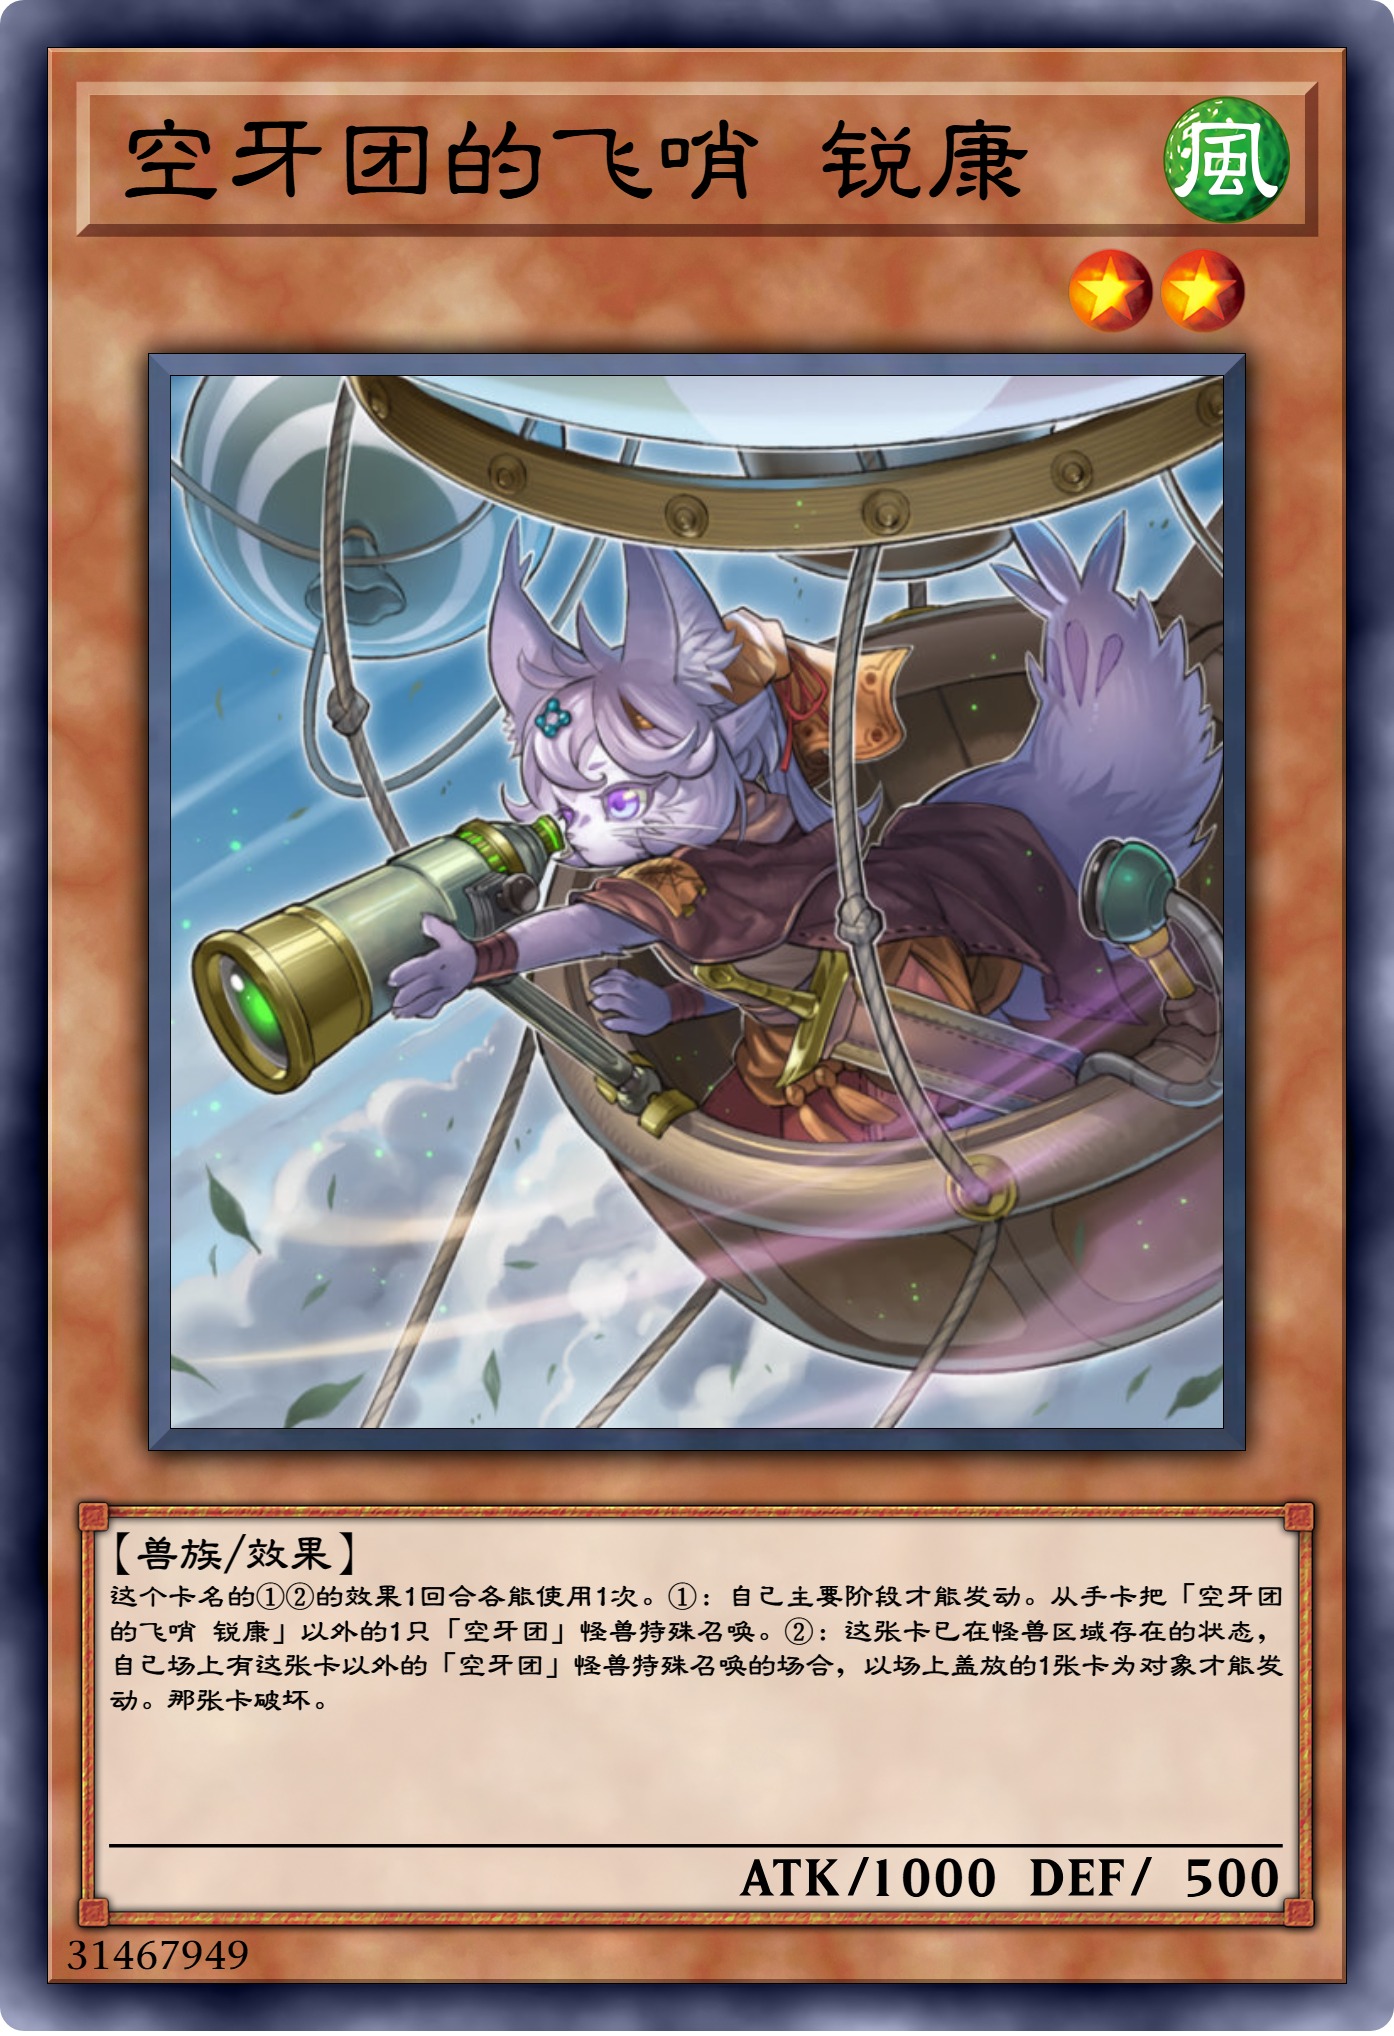 空牙团的飞哨 锐康
風
【兽族/效果】
这个卡名的①②的效果1回合各能使用1次。①：自己主要阶段才能发动。从手卡把「空牙团
的飞哨 锐康」以外的1只「空牙团」怪兽特殊召唤。②：这张卡已在怪兽区域存在的状态，
自己场上有这张卡以外的「空牙团」怪兽特殊召唤的场合，以场上盖放的1张卡为对象才能发
动。那张卡破坏。
ATK/1000 DEF/ 500
31467949